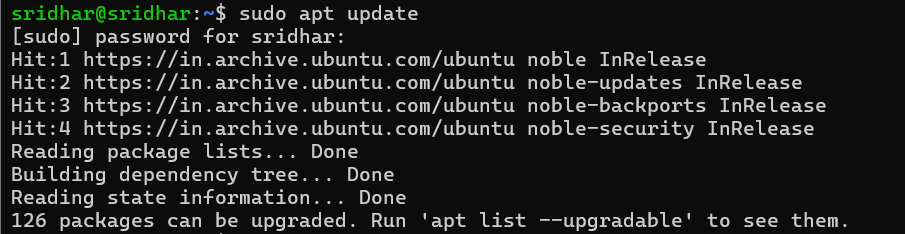 sridhar@sridhar:~$ sudo apt update
[sudo] password for sridhar:
Hit:1 https://in.archive.ubuntu.com/ubuntu noble InRelease
Hit:2 https://in.archive.ubuntu.com/ubuntu noble-updates InRelease
Hit:3 https://in.archive.ubuntu.com/ubuntu noble-backports InRelease
Hit:4 https://in.archive.ubuntu.com/ubuntu noble-security InRelease
Reading package lists... Done
Building dependency tree... Done
Reading state information... Done
126 packages can be upgraded. Run 'apt list --upgradable' to see them.